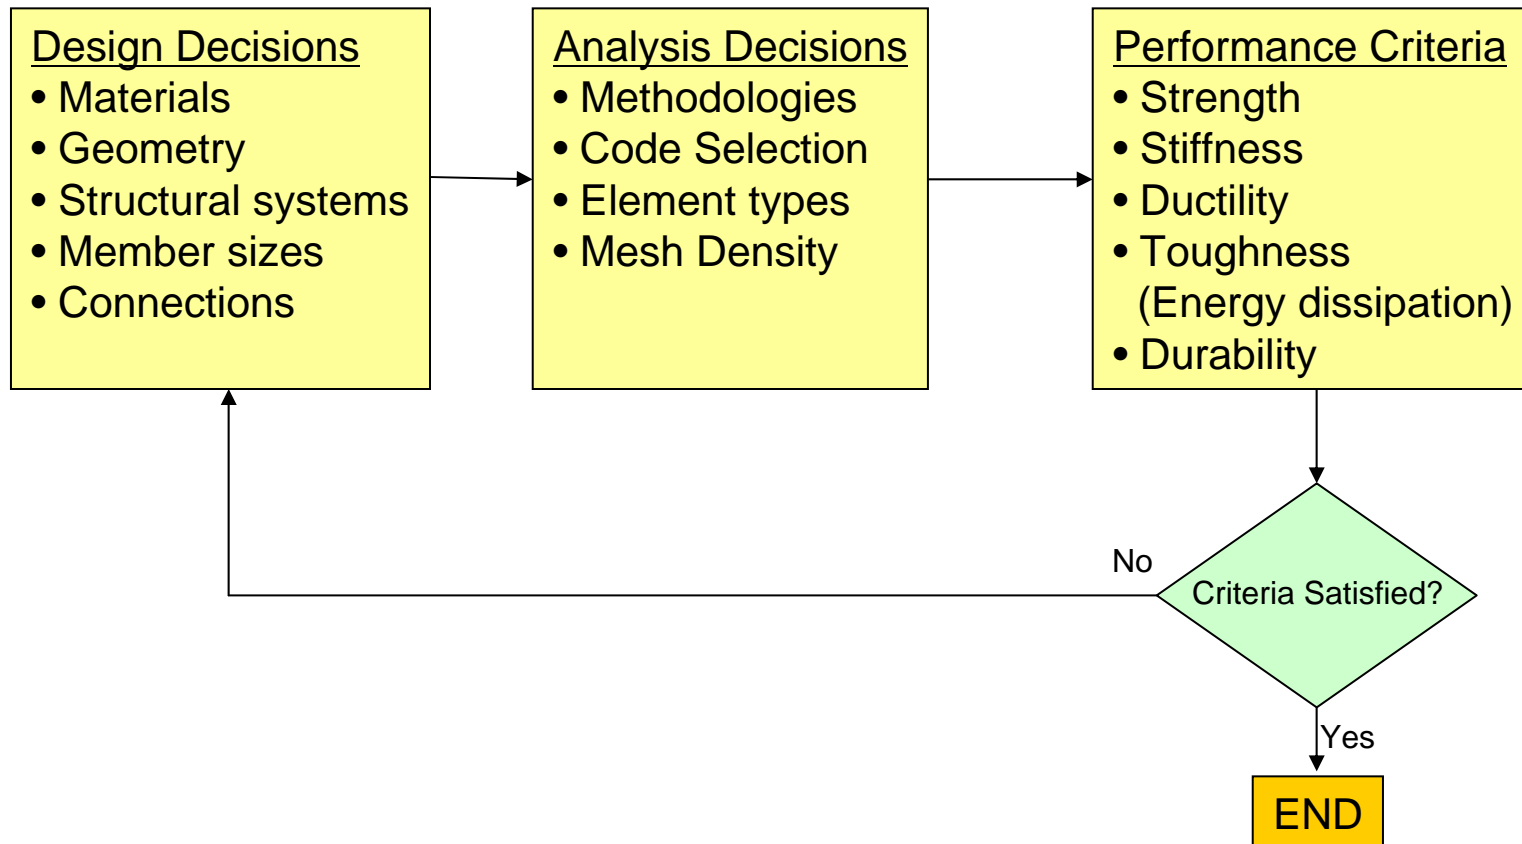 Design Decisions
• Materials
• Geometry
• Structural systems
• Member sizes
• Connections
Analysis Decisions
• Methodologies
• Code Selection
• Element types
• Mesh Density
Performance Criteria
• Strength
• Stiffness
• Ductility
• Toughness
(Energy dissipation)
• Durability
No
Criteria Satisfied?
Yes
END